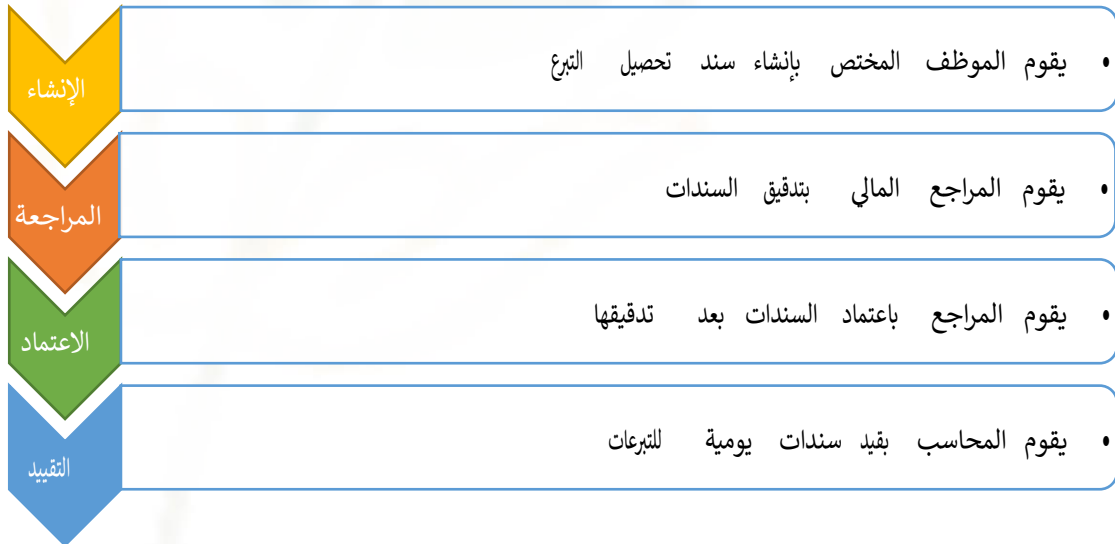 الإنشاء
• يقوم الموظف المختص بإنشاء سند تحصيل التبرع
المراجعة
• يقوم المراجع المالي بتدقيق السندات
الاعتماد
• يقوم المراجع باعتماد السندات بعد تدقيقها
التقييد
• يقوم المحاسب بقيد سندات يومية للتبرعات